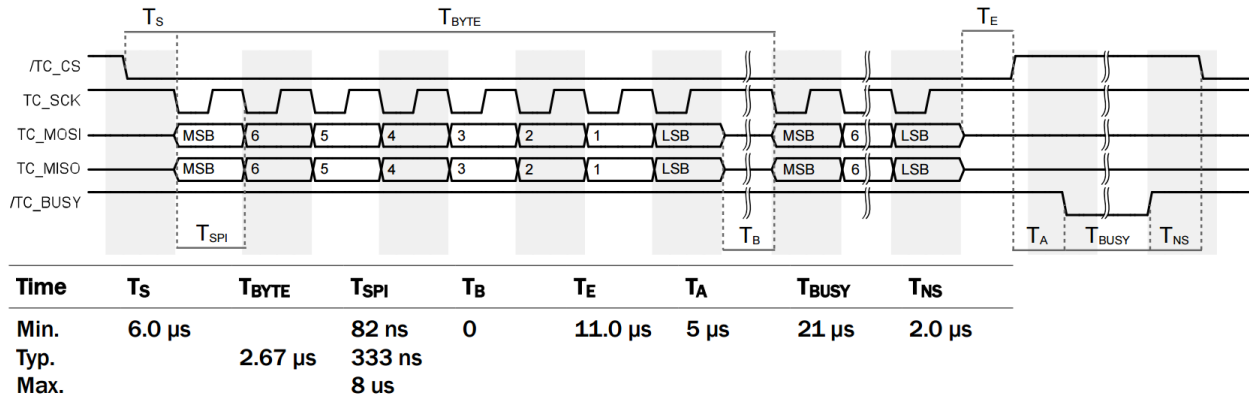 TS TBYTE TE
/TC_CS
TC_SCK
TC_MOSI MSB 6 5 4 3 2 1 LSB MSB 6 LSB
TC_MISO MSB 6 5 4 3 2 1 LSB MSB 6 LSB
/TC_BUSY
TSPI TB TA TBUSY TNS
Time TS TBYTE TSPI TB TE TA TBUSY TNS
Min. 6.0 µs 82 ns 0 11.0 µs 5 µs 21 µs 2.0 µs
Typ. 2.67 µs 333 ns
Max. 8 us